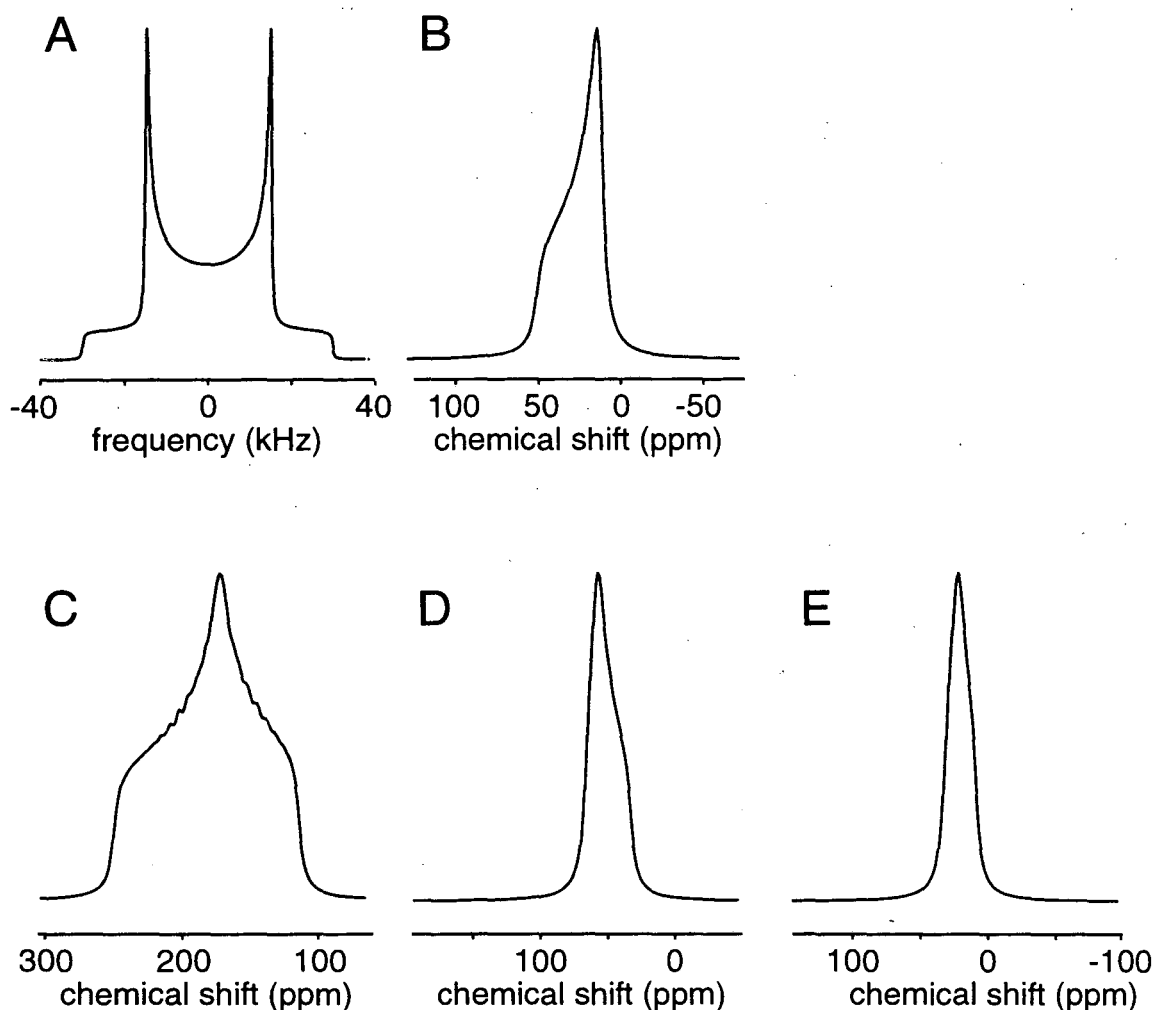 A
B
-40 0 40
frequency (kHz)
100 50 0 -50
chemical shift (ppm)
C
D
E
300 200 100
chemical shift (ppm)
100 0
chemical shift (ppm)
100 0 -100
chemical shift (ppm)